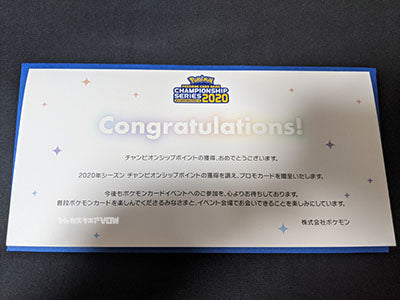 Pokémon
POKÉMON CARD GAME
CHAMPIONSHIP
SERIES 2020
Congratulations!
チャンピオンシップポイントの獲得、おめでとうございます。
2020年シーズン チャンピオンシップポイントの獲得を讃え、プロモカードを贈呈いたします。
今後もポケモンカードイベントへのご参加を、心よりお待ちしております。
普段ポケモンカードを楽しんでくださるみなさまと、イベント会場でお会いできることを楽しみにしています。
株式会社ポケモン